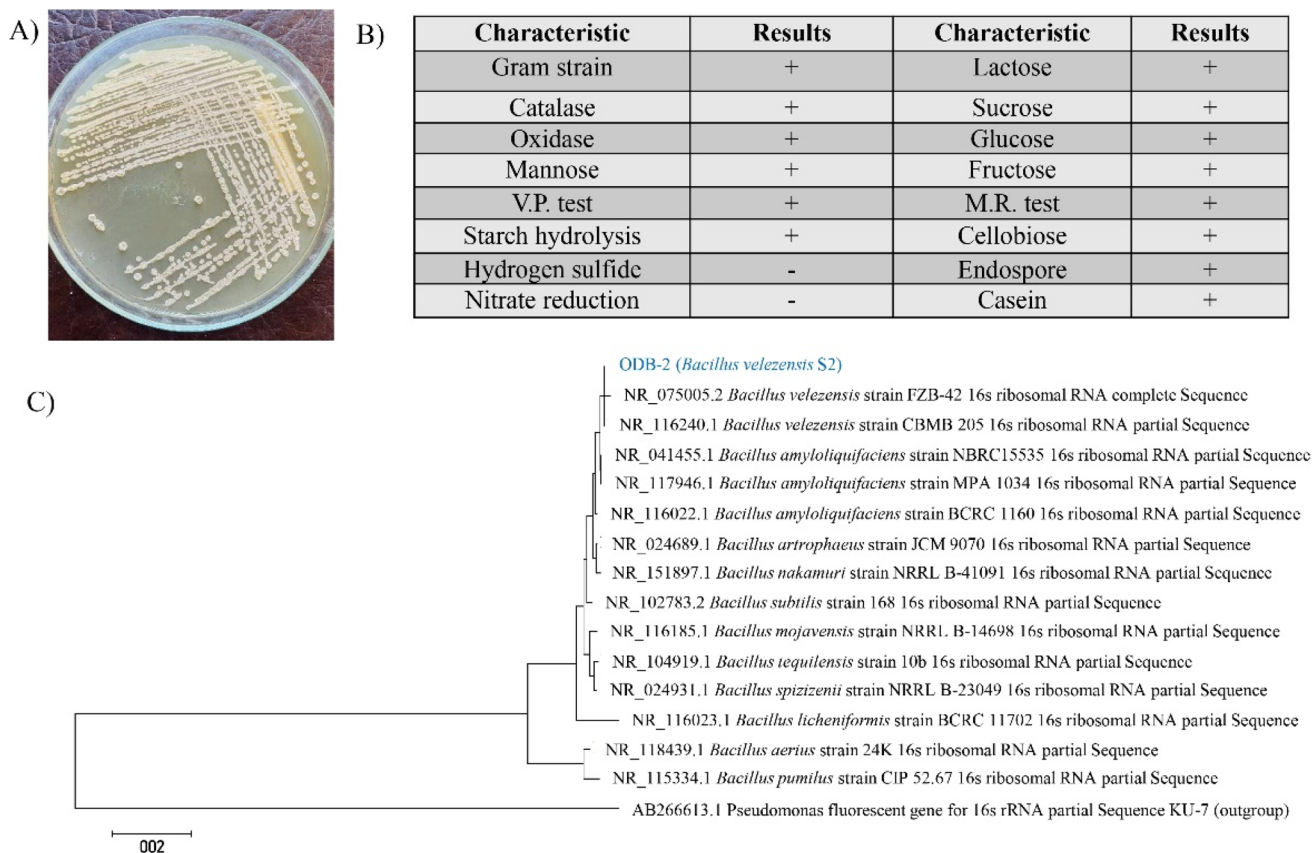 A)
B)
Characteristic Results Characteristic Results
Gram strain + Lactose +
Catalase + Sucrose +
Oxidase + Glucose +
Mannose + Fructose +
V.P. test + M.R. test +
Starch hydrolysis + Cellobiose +
Hydrogen sulfide - Endospore +
Nitrate reduction - Casein +
C)
ODB-2 (Bacillus velezensis S2)
NR_075005.2 Bacillus velezensis strain FZB-42 16s ribosomal RNA complete Sequence
NR_116240.1 Bacillus velezensis strain CBMB 205 16s ribosomal RNA partial Sequence
NR_041455.1 Bacillus amyloliquifaciens strain NBRC15535 16s ribosomal RNA partial Sequence
NR_117946.1 Bacillus amyloliquifaciens strain MPA 1034 16s ribosomal RNA partial Sequence
NR_116022.1 Bacillus amyloliquifaciens strain BCRC 1160 16s ribosomal RNA partial Sequence
NR_024689.1 Bacillus artrophaeus strain JCM 9070 16s ribosomal RNA partial Sequence
NR_151897.1 Bacillus nakamuri strain NRRL B-41091 16s ribosomal RNA partial Sequence
NR_102783.2 Bacillus subtilis strain 168 16s ribosomal RNA partial Sequence
NR_116185.1 Bacillus mojavensis strain NRRL B-14698 16s ribosomal RNA partial Sequence
NR_104919.1 Bacillus tequilensis strain 10b 16s ribosomal RNA partial Sequence
NR_024931.1 Bacillus spizizenii strain NRRL B-23049 16s ribosomal RNA partial Sequence
NR_116023.1 Bacillus licheniformis strain BCRC 11702 16s ribosomal RNA partial Sequence
NR_118439.1 Bacillus aerius strain 24K 16s ribosomal RNA partial Sequence
NR_115334.1 Bacillus pumilus strain CIP 52.67 16s ribosomal RNA partial Sequence
AB266613.1 Pseudomonas fluorescent gene for 16s rRNA partial Sequence KU-7 (outgroup)
002